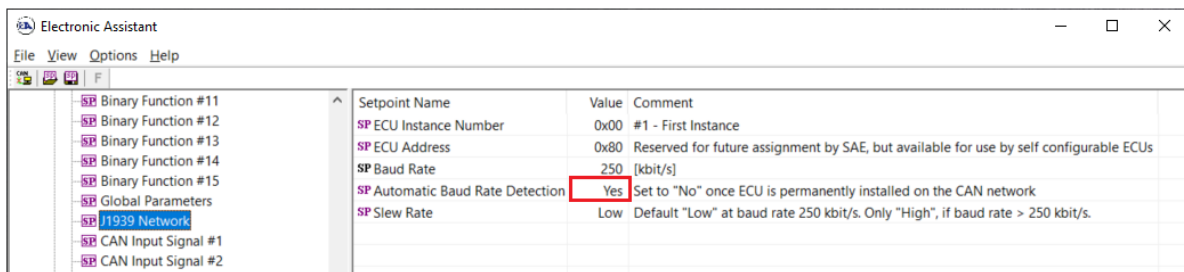 Electronic Assistant
File View Options Help
CAN F
SP Binary Function #11
SP Binary Function #12
SP Binary Function #13
SP Binary Function #14
SP Binary Function #15
SP Global Parameters
SP J1939 Network
SP CAN Input Signal #1
SP CAN Input Signal #2
Setpoint Name Value Comment
SP ECU Instance Number 0x00 #1 - First Instance
SP ECU Address 0x80 Reserved for future assignment by SAE, but available for use by self configurable ECUs
SP Baud Rate 250 [kbit/s]
SP Automatic Baud Rate Detection Yes Set to "No" once ECU is permanently installed on the CAN network
SP Slew Rate Low Default "Low" at baud rate 250 kbit/s. Only "High", if baud rate > 250 kbit/s.